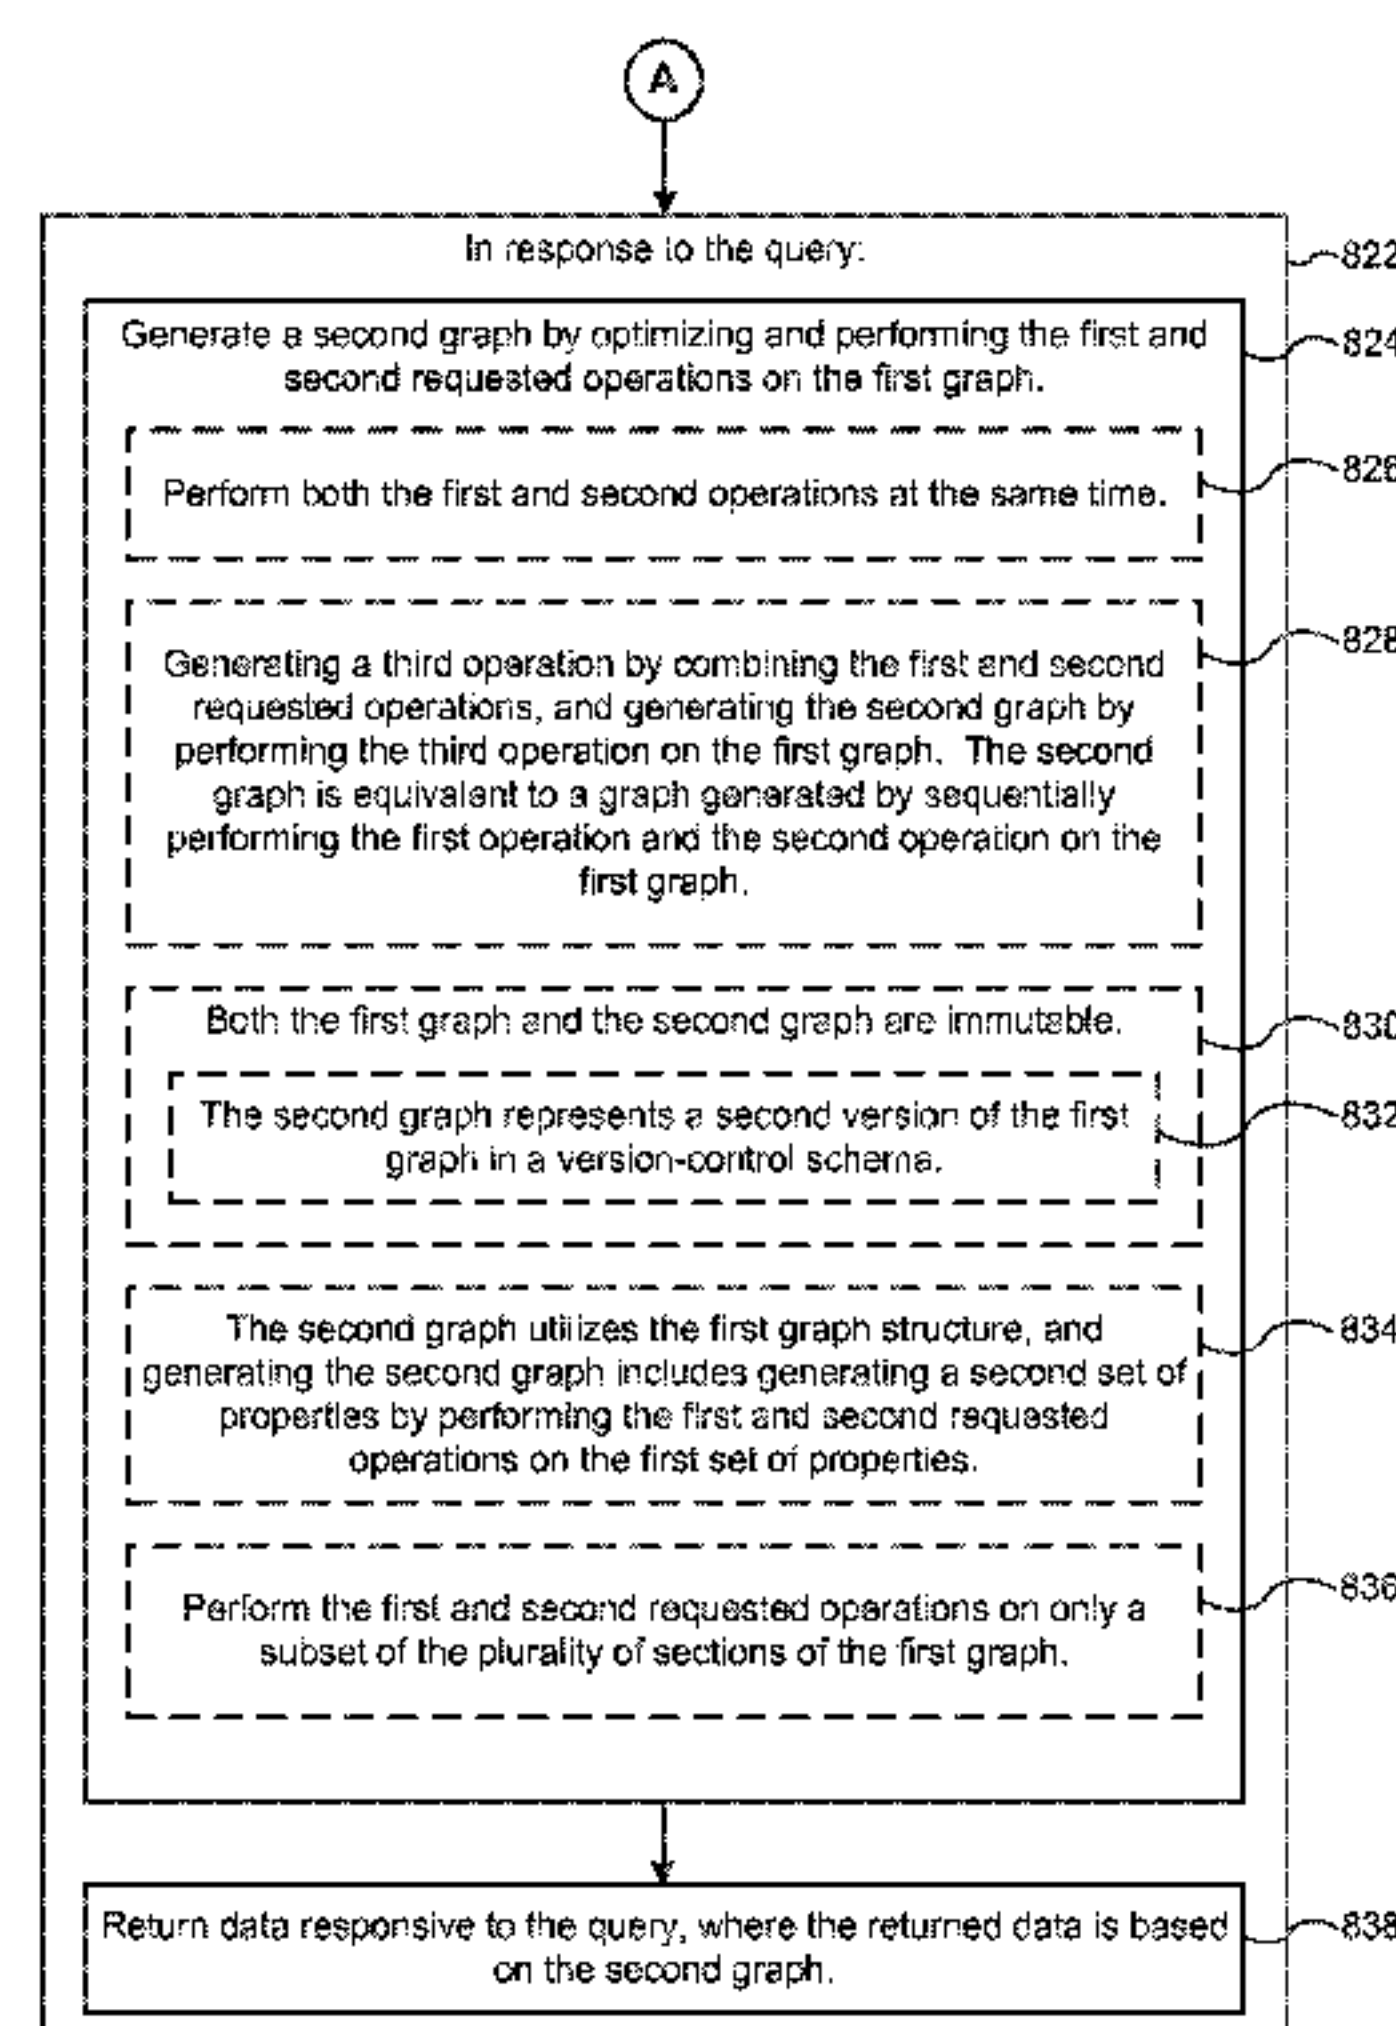 A
In response to the query:
822
Generate a second graph by optimizing and performing the first and
second requested operations on the first graph.
824
Perform both the first and second operations at the same time.
826
Generating a third operation by combining the first and second
requested operations, and generating the second graph by
performing the third operation on the first graph. The second
graph is equivalent to a graph generated by sequentially
performing the first operation and the second operation on the
first graph.
828
Both the first graph and the second graph are immutable.
830
The second graph represents a second version of the first
graph in a version-control schema.
832
The second graph utilizes the first graph structure, and
generating the second graph includes generating a second set of
properties by performing the first and second requested
operations on the first set of properties.
834
Perform the first and second requested operations on only a
subset of the plurality of sections of the first graph.
836
Return data responsive to the query, where the returned data is based
on the second graph.
838